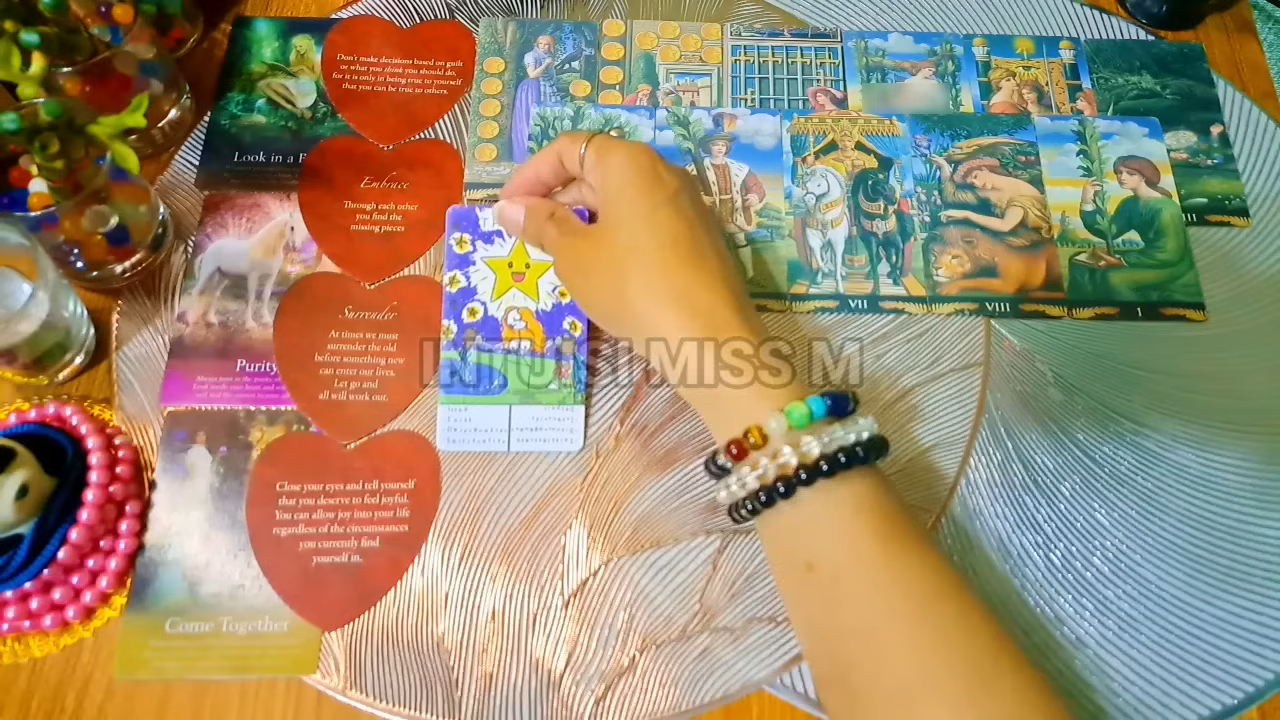 Don't make decisions based on guilt
or what you think you should do,
for it is only in being true to yourself
that you can be true to others.
Look in a
Embrace
Through each other
you find the
missing pieces
Purity
Surrender
At times we must
surrender the old
before something new
can enter our lives.
Let go and
all will work out.
Close your eyes and tell yourself
that you deserve to feel joyful.
You can allow joy into your life
regardless of the circumstances
you currently find
yourself in.
Come Together
VII
VIII
I
III
INTUISI MISS M